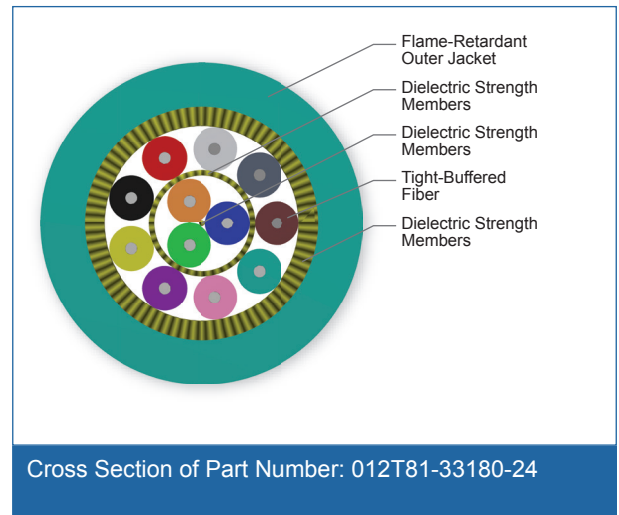 Flame-Retardant
Outer Jacket
Dielectric Strength
Members
Dielectric Strength
Members
Tight-Buffered
Fiber
Dielectric Strength
Members
Cross Section of Part Number: 012T81-33180-24